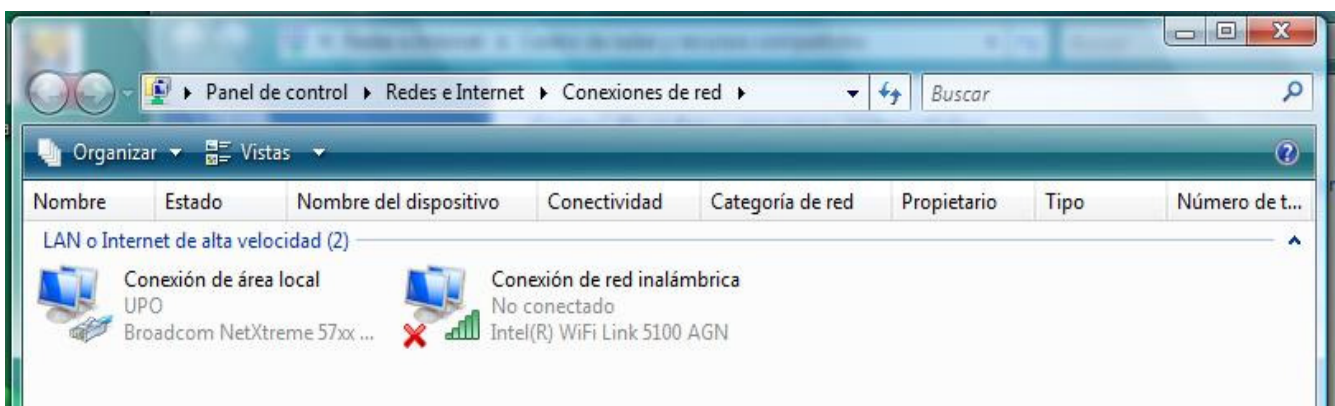 Panel de control Redes e Internet Conexiones de red Buscar
Organizar Vistas
Nombre Estado Nombre del dispositivo Conectividad Categoría de red Propietario Tipo Número de t...
LAN o Internet de alta velocidad (2)
Conexión de área local
UPO
Broadcom NetXtreme 57xx ...
Conexión de red inalámbrica
No conectado
Intel(R) WiFi Link 5100 AGN